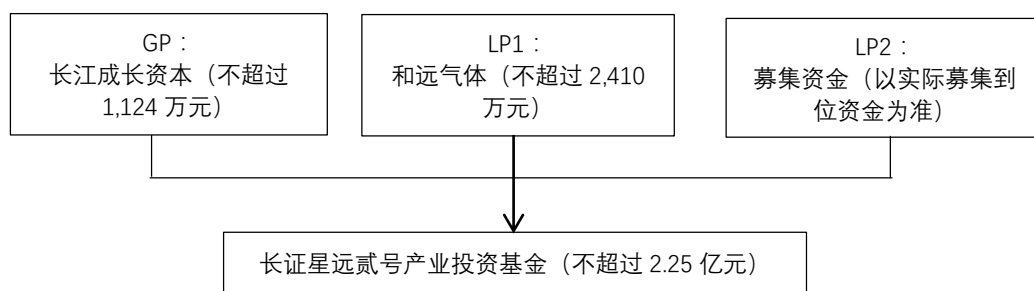 GP：
长江成长资本（不超过
1,124 万元）
LP1：
和远气体（不超过 2,410
万元）
LP2：
募集资金（以实际募集到
位资金为准）
长证星远贰号产业投资基金（不超过 2.25 亿元）